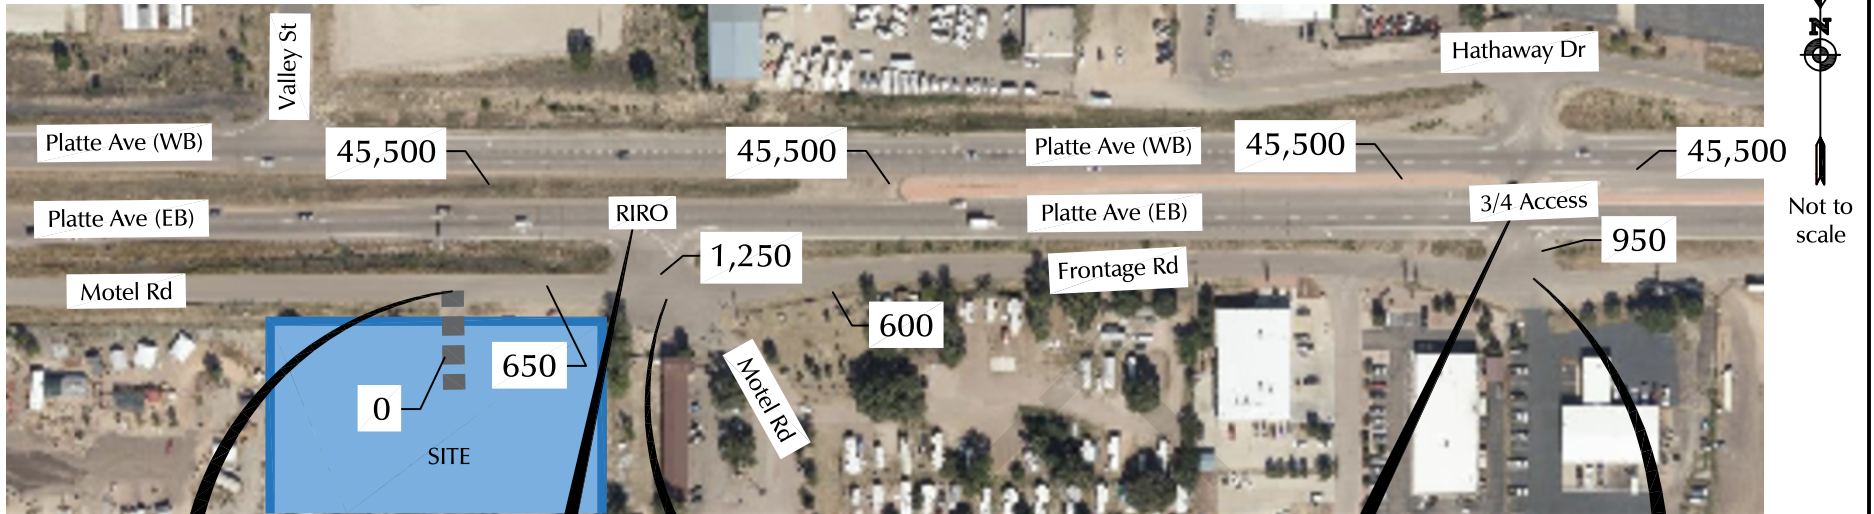 Valley St
N
Hathaway Dr
Platte Ave (WB)
45,500
45,500
Platte Ave (WB)
45,500
45,500
Platte Ave (EB)
RIRO
Platte Ave (EB)
3/4 Access
Not to
scale
1,250
950
Motel Rd
Frontage Rd
600
650
0
Motel Rd
SITE